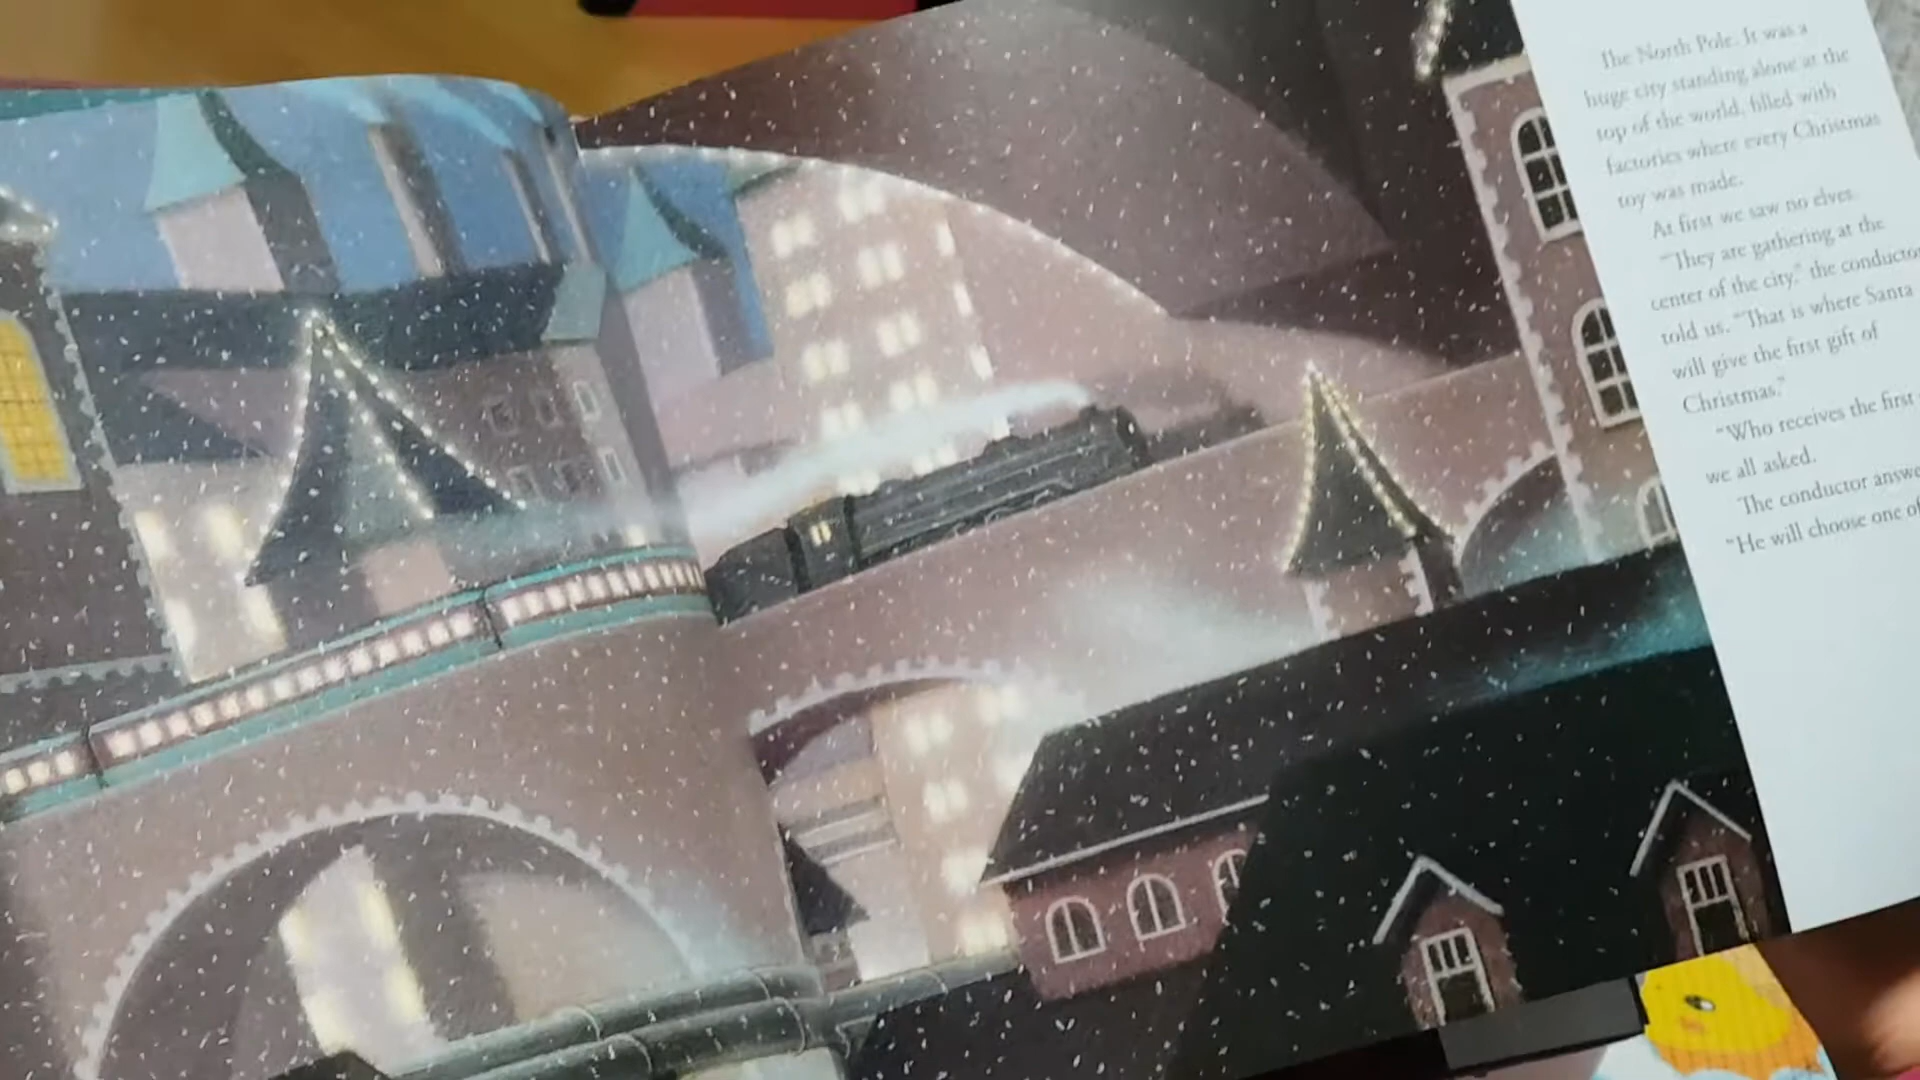 The North Pole. It was a
huge city standing alone at the
top of the world, filled with
factories where every Christmas
toy was made.
At first we saw no elves.
“They are gathering at the
center of the city,” the conductor
told us. “That is where Santa
will give the first gift of
Christmas.”
“Who receives the first
we all asked.
The conductor answe
“He will choose one of